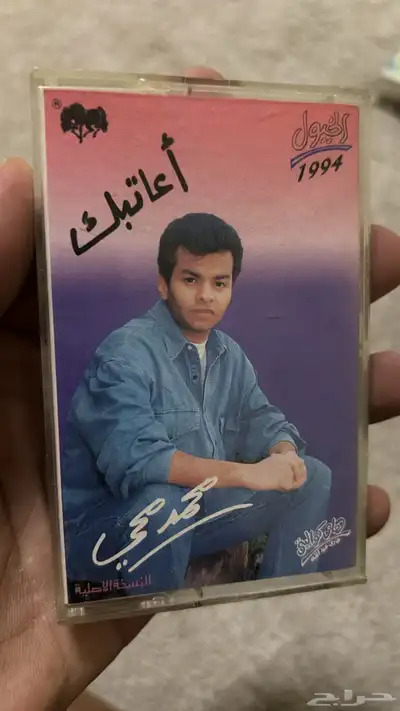 ®
الخيول
1994
أعاتبك
محمد محي
النسخة الأصلية
حراج